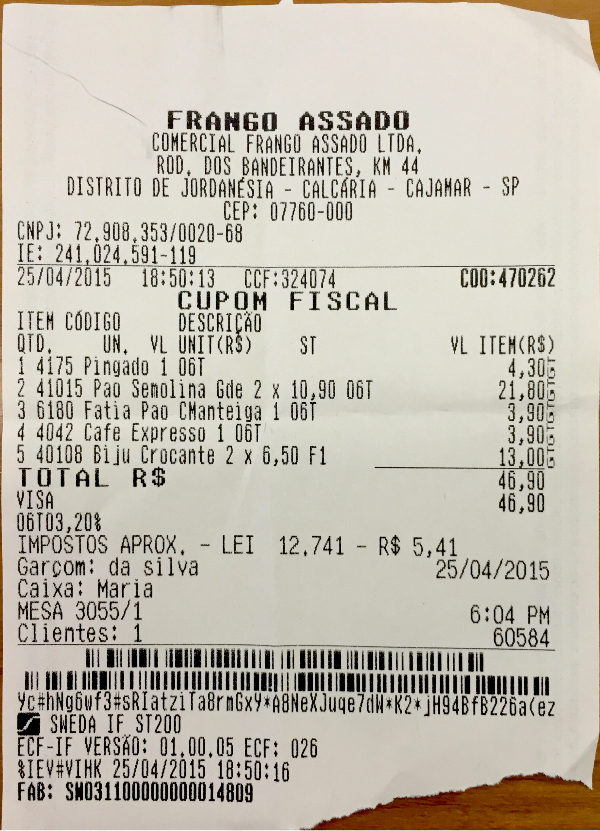 FRANGO ASSADO
COMERCIAL FRANGO ASSADO LTDA.
ROD. DOS BANDEIRANTES, KM 44
DISTRITO DE JORDANÉSIA - CALCÁRIA - CAJAMAR - SP
CEP: 07760-000
CNPJ: 72.908.353/0020-68
IE: 241.024.591-119
25/04/2015 18:50:13 CCF:324074 COO:470262
CUPOM FISCAL
ITEM CÓDIGO DESCRIÇÃO
QTD. UN. VL UNIT(R$) ST VL ITEM(R$)
1 4175 Pingado 1 06T 4,30GT
2 41015 Pao Semolina Gde 2 x 10,90 06T 21,80GT
3 6180 Fatia Pao CManteiga 1 06T 3,90GT
4 4042 Cafe Expresso 1 06T 3,90GT
5 40108 Biju Crocante 2 x 6,50 F1 13,00GT
TOTAL R$ 46,90
VISA 46,90
06T03,20%
IMPOSTOS APROX. - LEI 12.741 - R$ 5,41
Garçom: da silva 25/04/2015
Caixa: Maria
MESA 3055/1 6:04 PM
Clientes: 1 60584
Yc#hNg6wf3#sRIatziTa8rmGxY*A8NeXJuqe7dW*K2*jH94BfB226a(ez
SWEDA IF ST200
ECF-IF VERSÃO: 01.00.05 ECF: 026
%IEV#VIHK 25/04/2015 18:50:16
FAB: SW031100000000014809